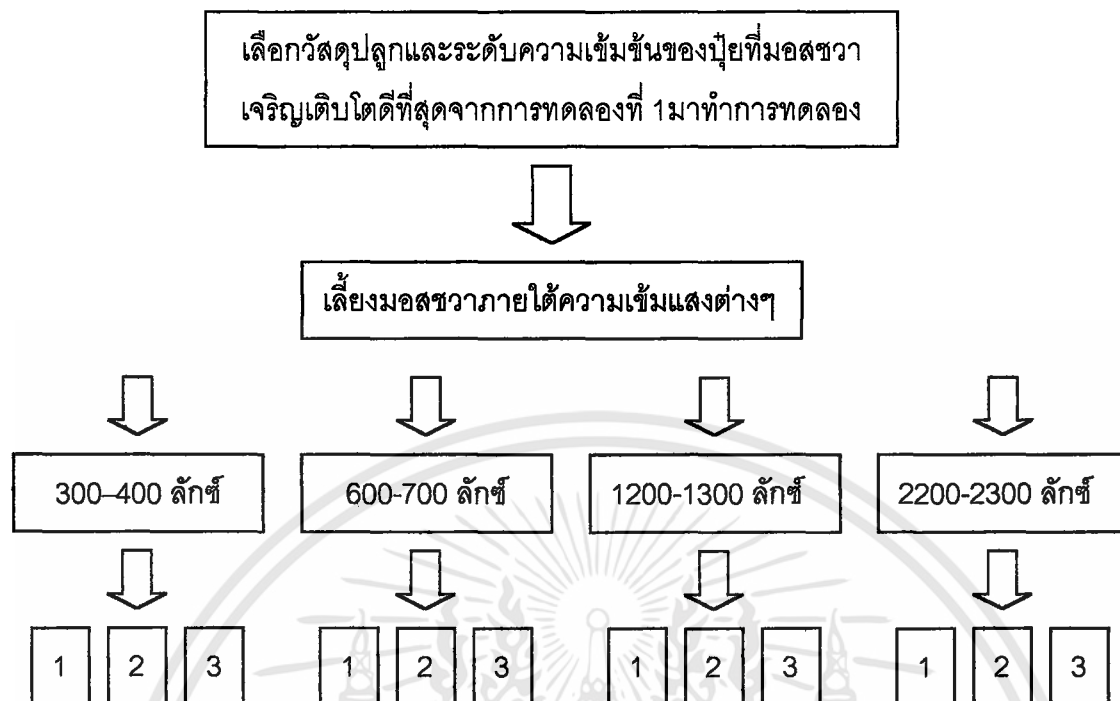 เลือกวัสดุปลูกและระดับความเข้มข้นของปุ๋ยที่มอสชวา
เจริญเติบโตดีที่สุดจากการทดลองที่ 1มาทำการทดลอง
เลี้ยงมอสชวาภายใต้ความเข้มแสงต่างๆ
300–400 ลักซ์ 600-700 ลักซ์ 1200-1300 ลักซ์ 2200-2300 ลักซ์
1 2 3 1 2 3 1 2 3 1 2 3